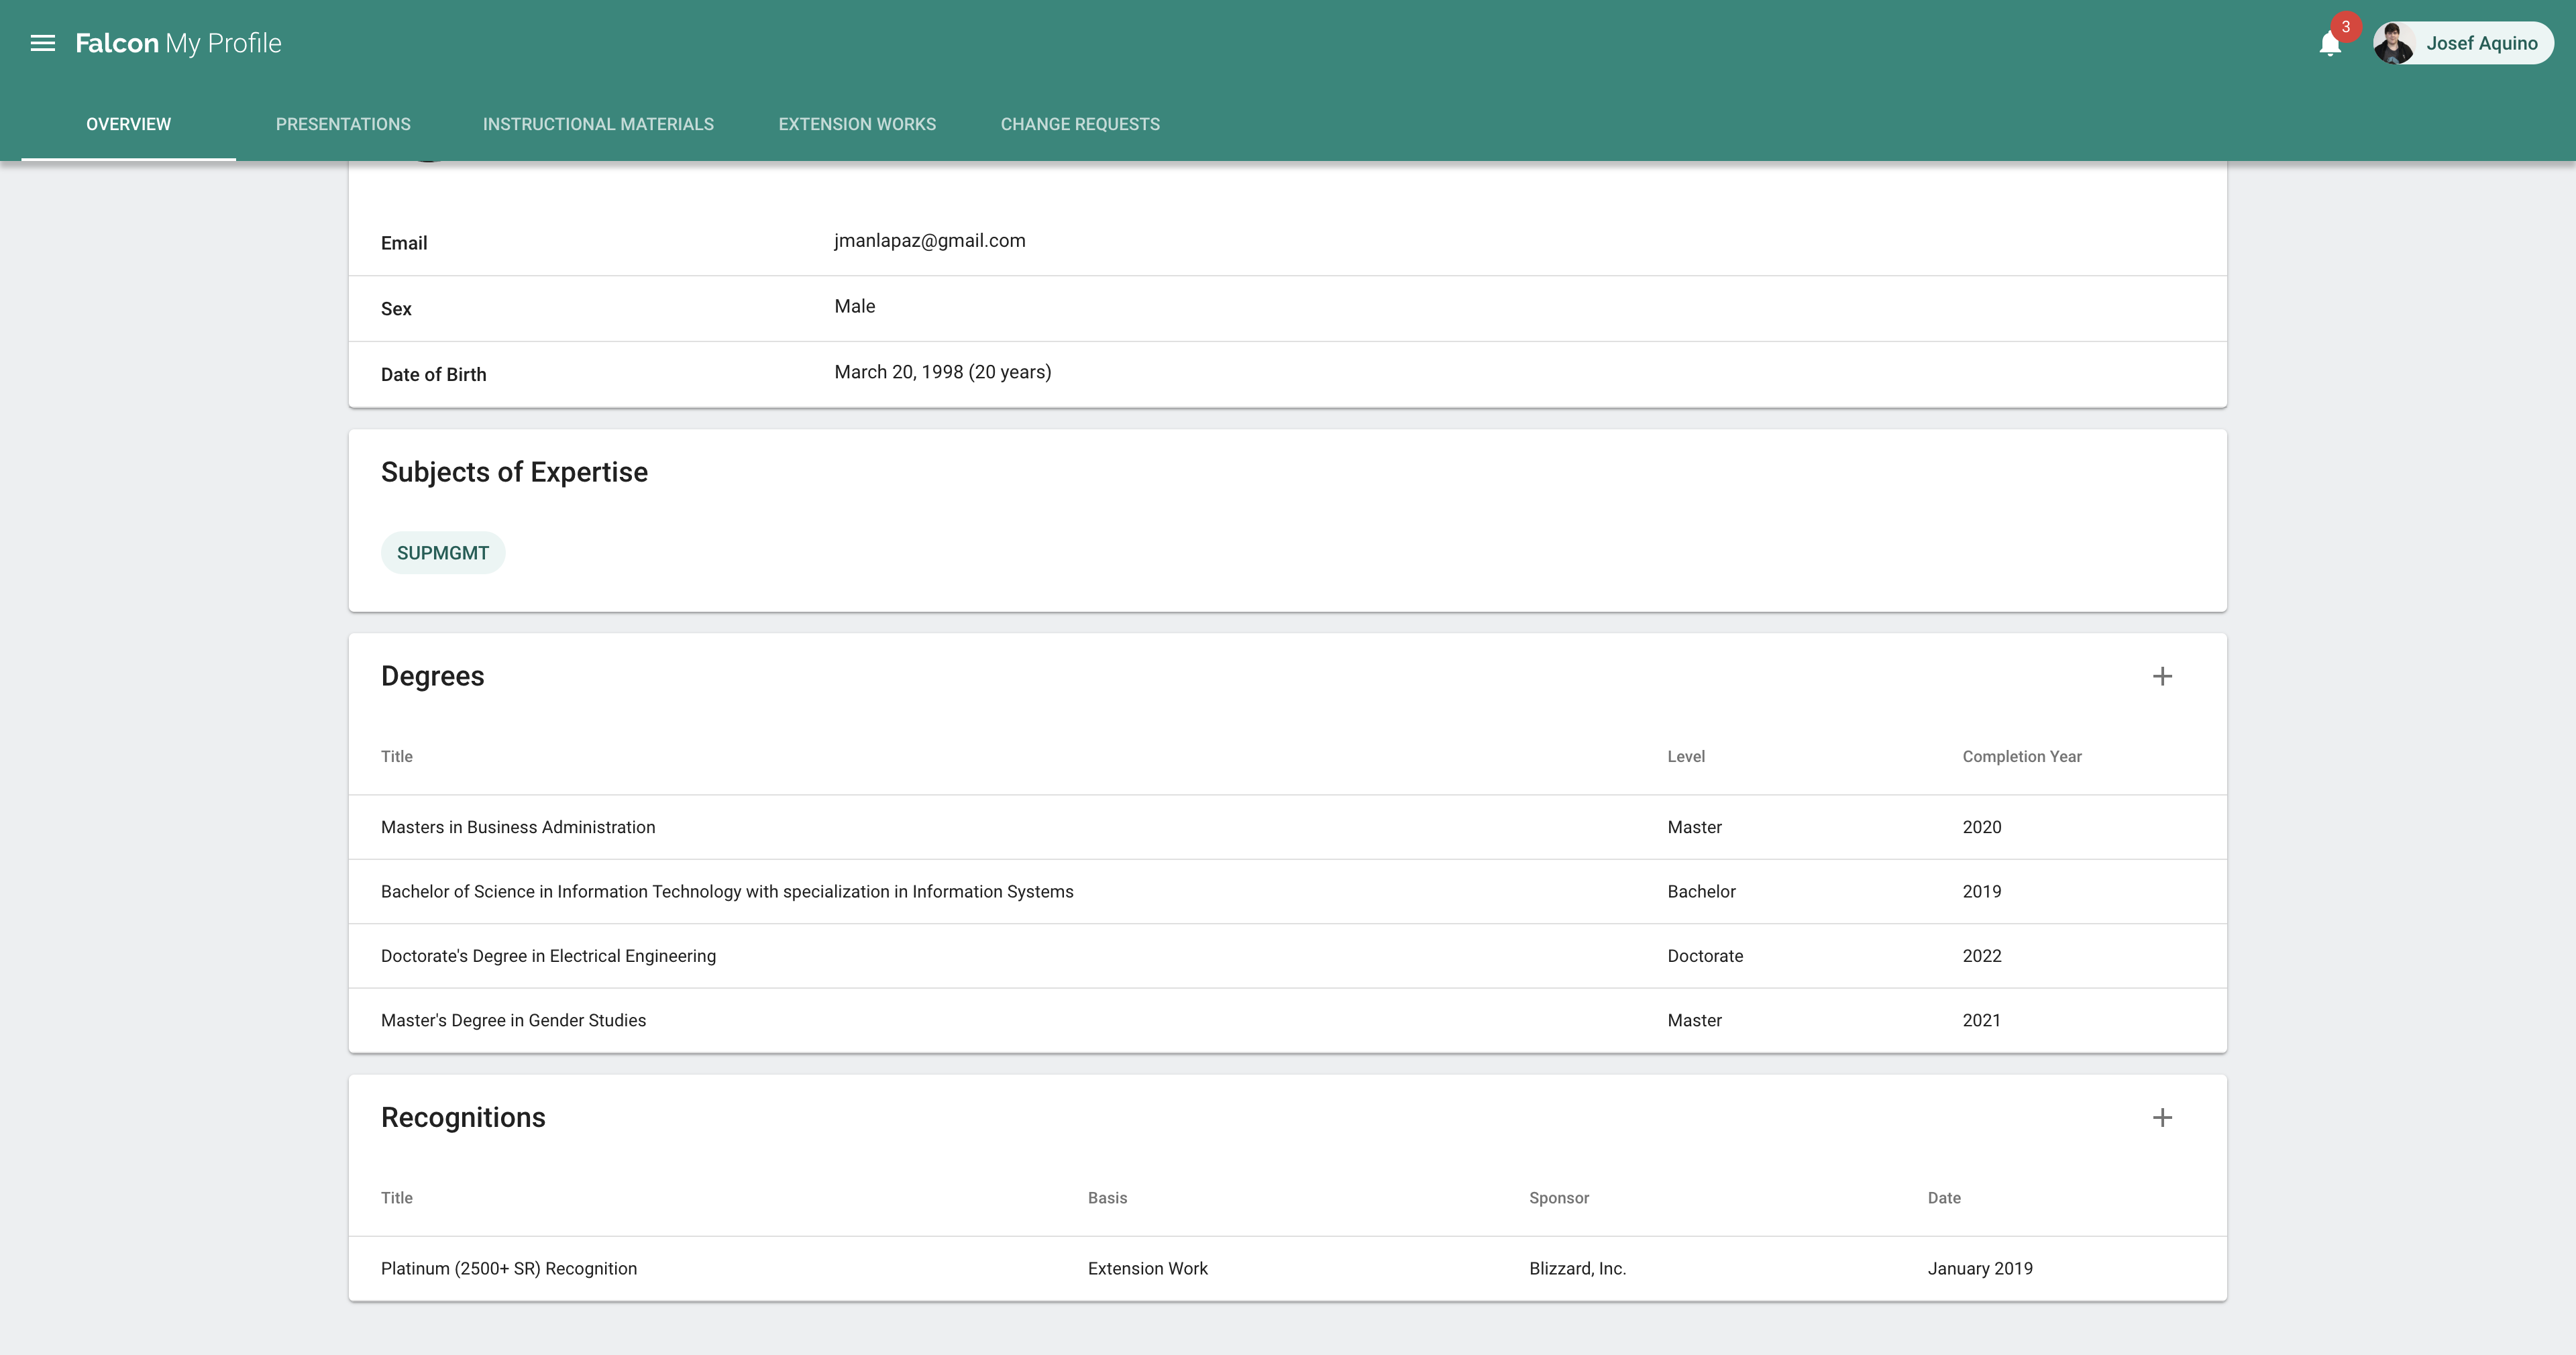 Falcon My Profile
3
Josef Aquino
OVERVIEW PRESENTATIONS INSTRUCTIONAL MATERIALS EXTENSION WORKS CHANGE REQUESTS
Email jmanlapaz@gmail.com
Sex Male
Date of Birth March 20, 1998 (20 years)
Subjects of Expertise
SUPMGMT
Degrees
Title Level Completion Year
Masters in Business Administration Master 2020
Bachelor of Science in Information Technology with specialization in Information Systems Bachelor 2019
Doctorate's Degree in Electrical Engineering Doctorate 2022
Master's Degree in Gender Studies Master 2021
Recognitions
Title Basis Sponsor Date
Platinum (2500+ SR) Recognition Extension Work Blizzard, Inc. January 2019